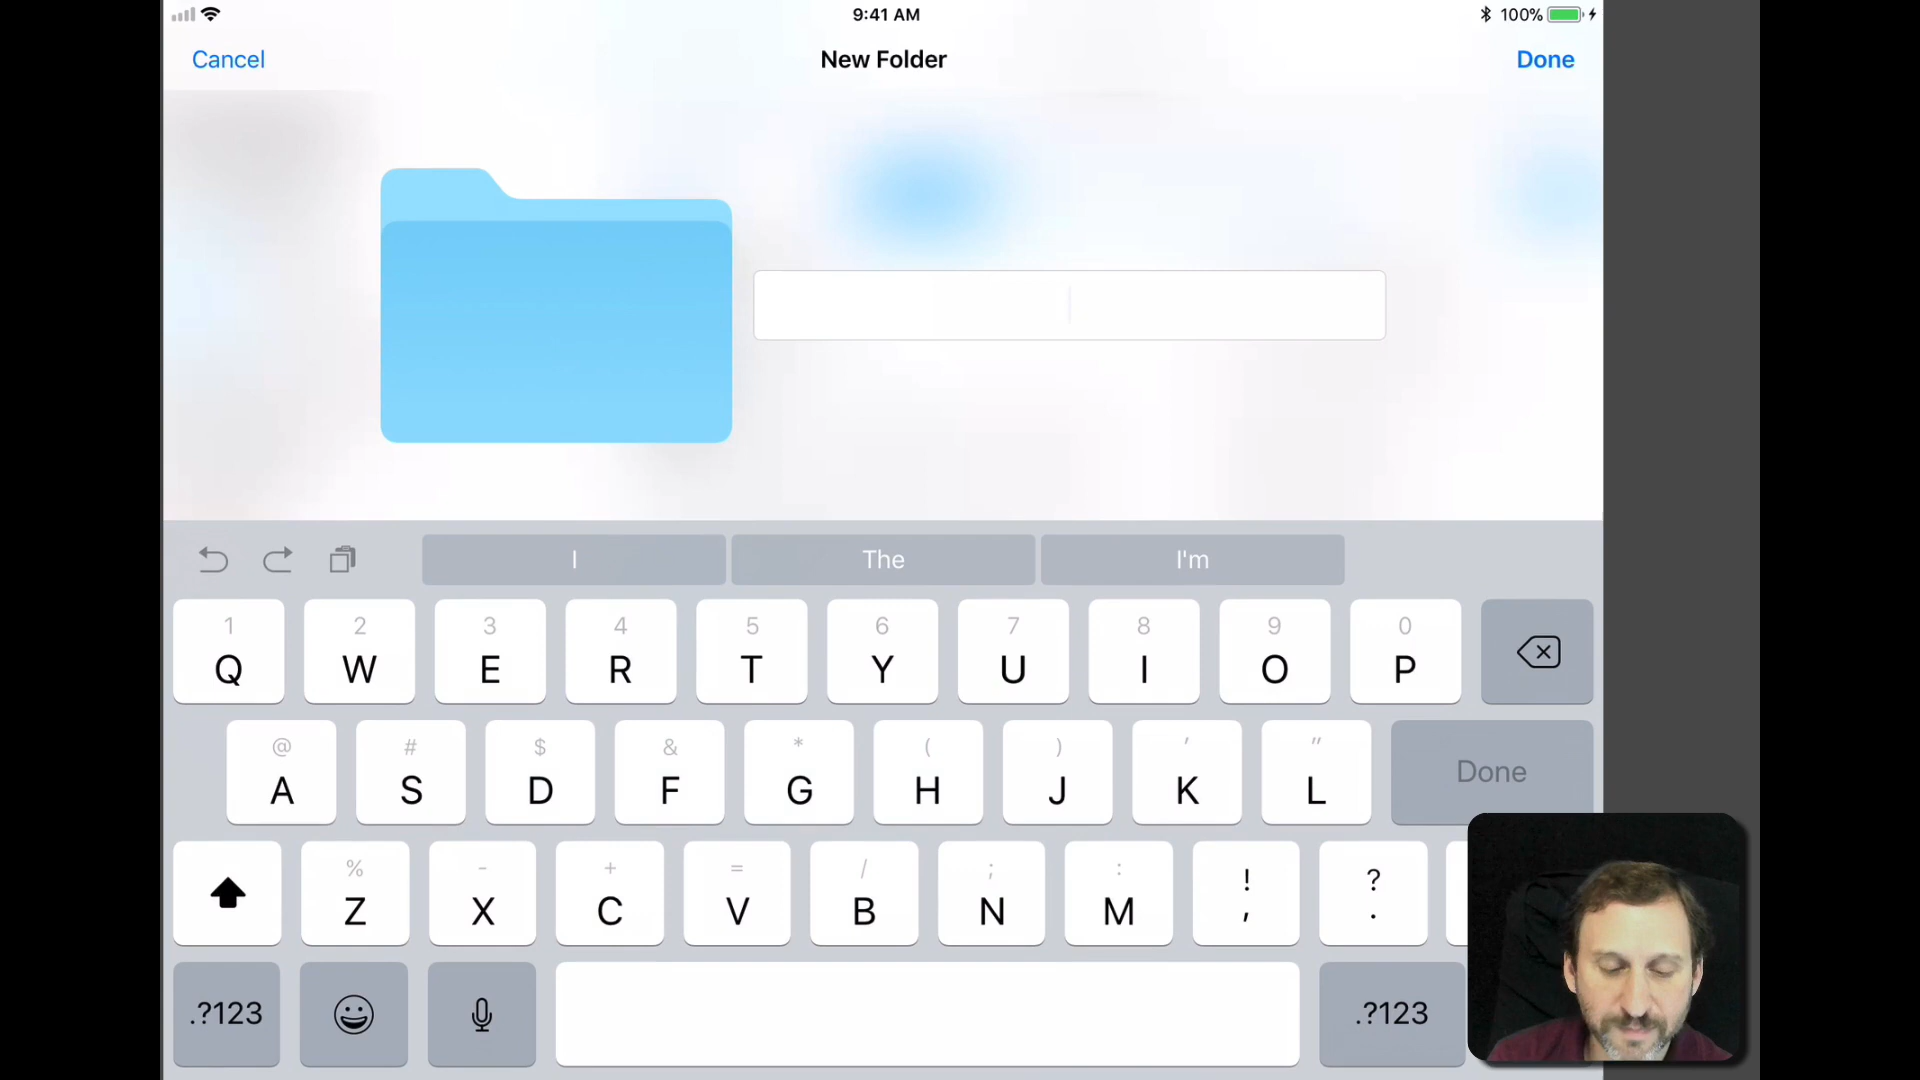 9:41 AM 100%
Cancel New Folder Done
I The I'm
1 2 3 4 5 6 7 8 9 0
Q W E R T Y U I O P
@ # $ & * ( ) ' "
A S D F G H J K L Done
% - + = / ; : ! ?
Z X C V B N M , .
.?123 .?123